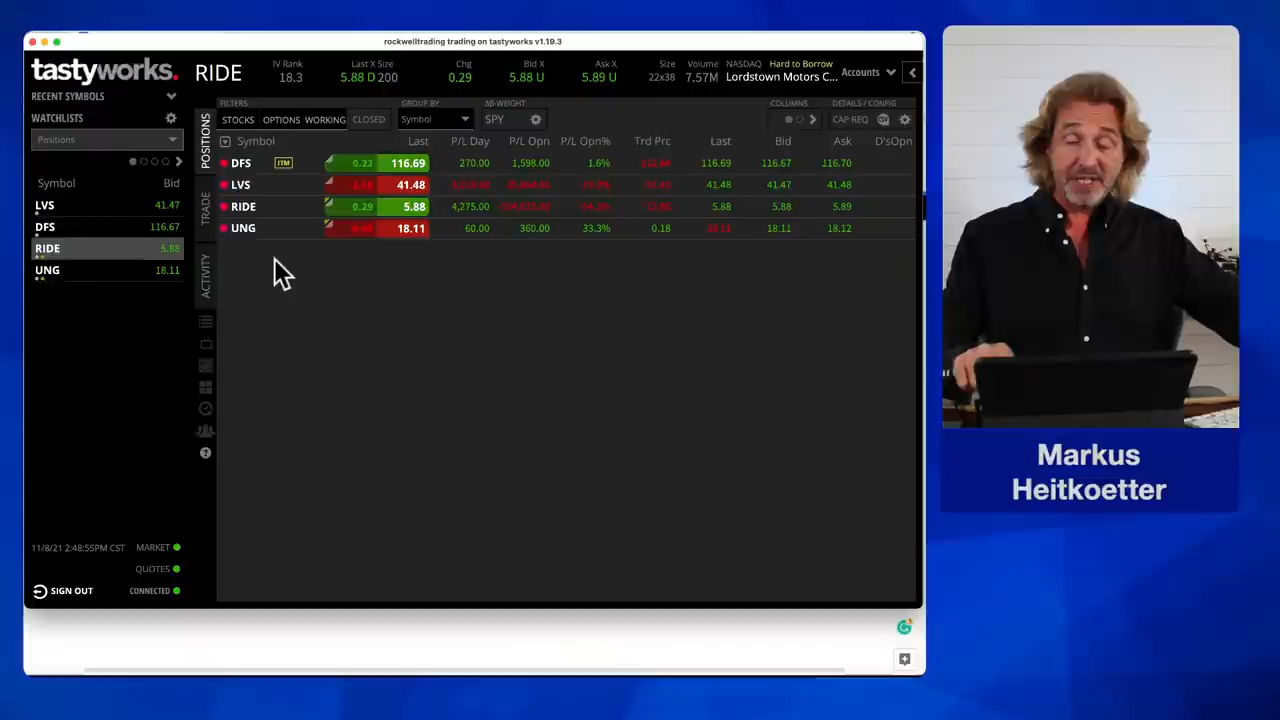 rockwelltrading trading on tastyworks v1.19.3
tastyworks.
RIDE
IV Rank
18.3
Last X Size
5.88 D 200
Chg
0.29
Bid X
5.88 U
Ask X
5.89 U
Size
22x38
Volume
7.57M
NASDAQ
Hard to Borrow
Lordstown Motors C...
Accounts
RECENT SYMBOLS
WATCHLISTS
Positions
Symbol Bid
LVS 41.47
DFS 116.67
RIDE 5.88
UNG 18.11
POSITIONS
TRADE
ACTIVITY
FILTERS
STOCKS OPTIONS WORKING CLOSED
GROUP BY
Symbol
Δβ-WEIGHT
SPY
COLUMNS
DETAILS / CONFIG
CAP REQ
Symbol Last P/L Day P/L Opn P/L Opn% Trd Prc Last Bid Ask D'sOpn
DFS ITM 0.22 116.69 270.00 1,598.00 1.6% 116.69 116.67 116.70
LVS 41.48 41.48 41.47 41.48
RIDE 0.29 5.88 4,275.00 5.88 5.88 5.89
UNG 18.11 60.00 360.00 33.3% 0.18 18.11 18.11 18.12
?
11/8/21 2:48:55PM CST MARKET
QUOTES
SIGN OUT CONNECTED
Markus
Heitkoetter